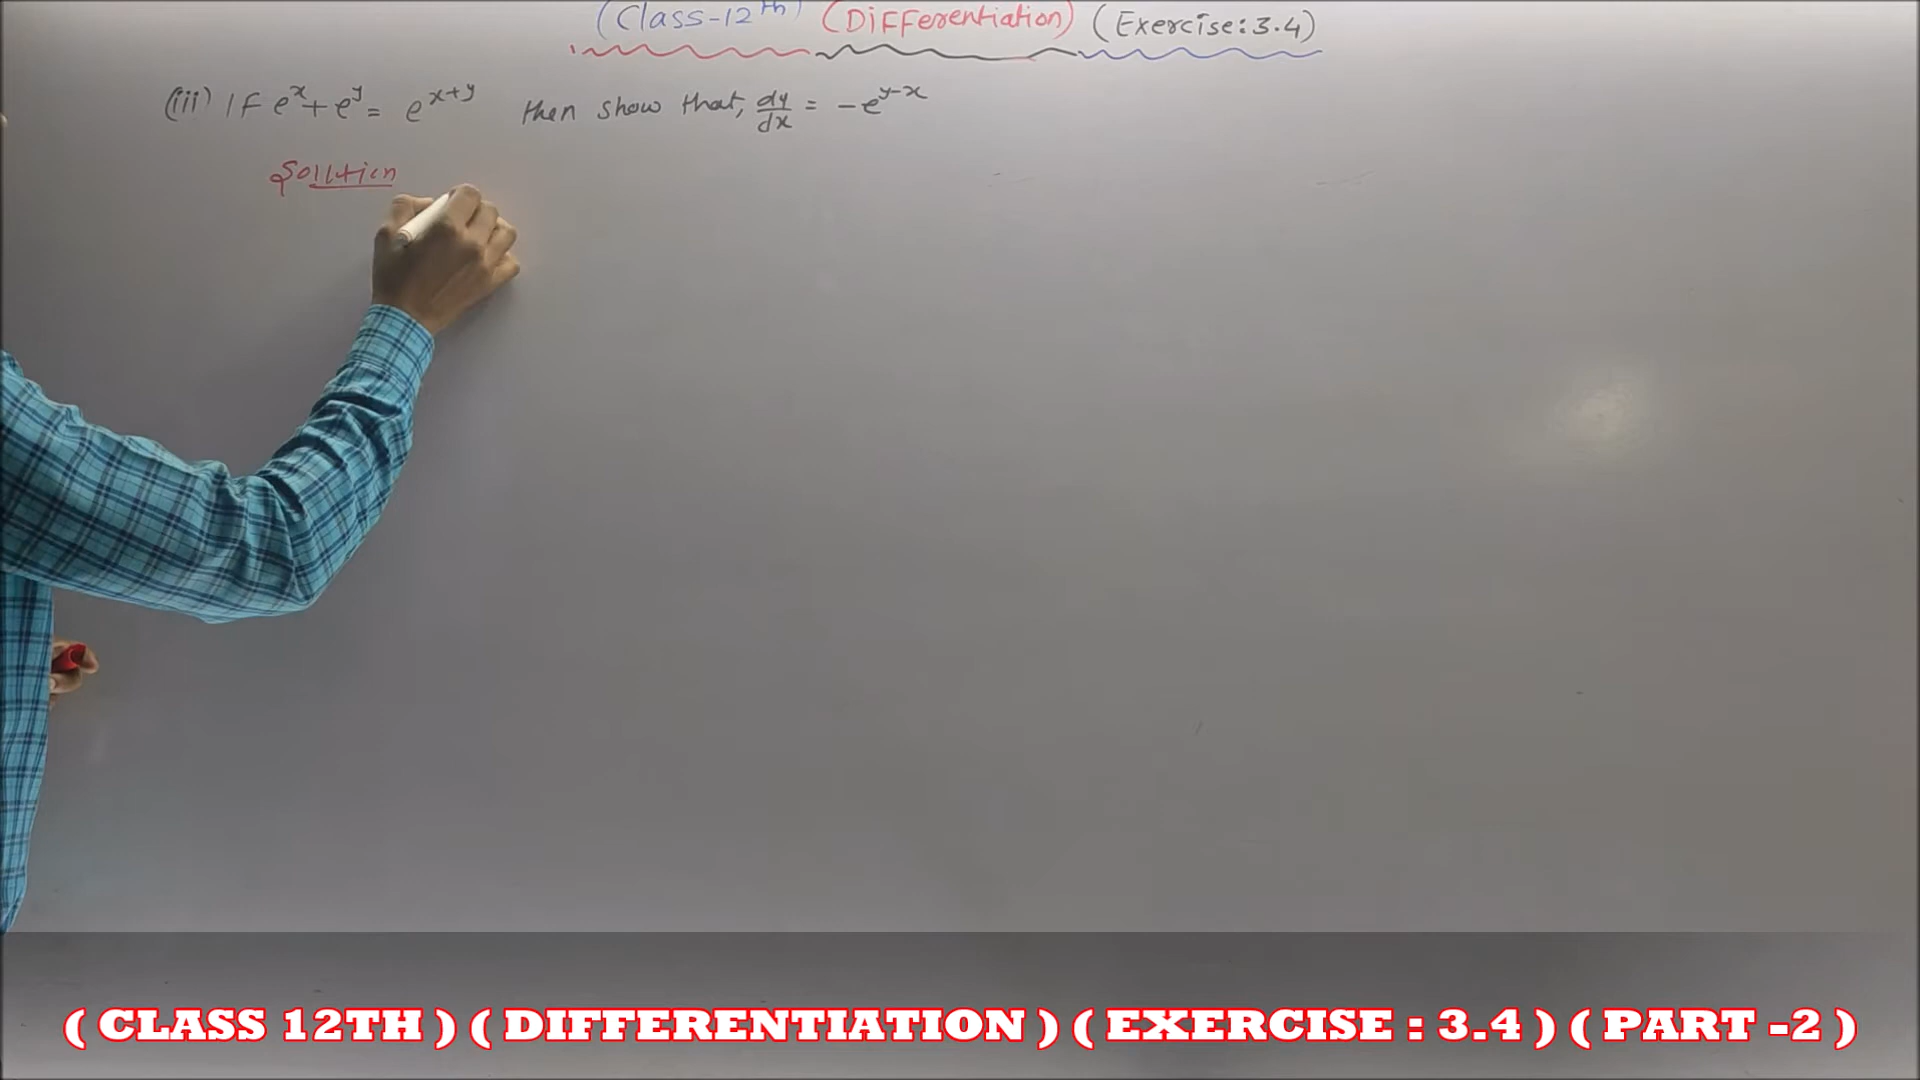 (Class-12th) (Differentiation) (Exercise:3.4)
(iii) If e^x + e^y = e^(x+y) then show that, dy/dx = -e^(y-x)
Solution
( CLASS 12TH ) ( DIFFERENTIATION ) ( EXERCISE : 3.4 ) ( PART -2 )